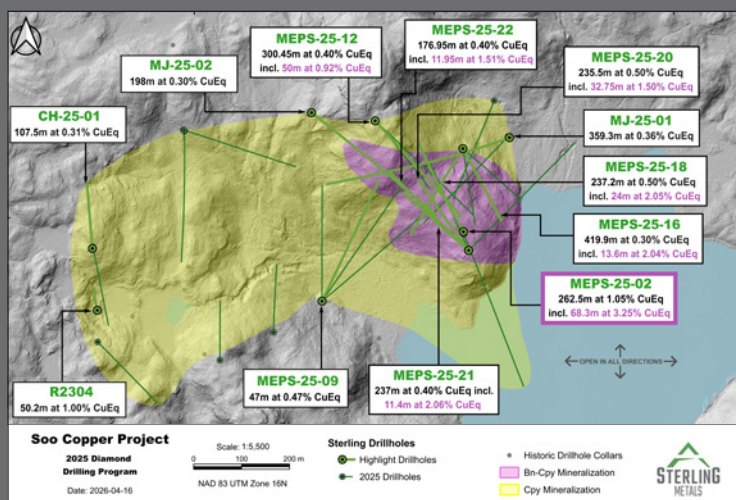 MEPS-25-12
300.45m at 0.40% CuEq
incl. 50m at 0.92% CuEq
MEPS-25-22
176.95m at 0.40% CuEq
incl. 11.95m at 1.51% CuEq
MJ-25-02
198m at 0.30% CuEq
MEPS-25-20
235.5m at 0.50% CuEq
incl. 32.75m at 1.50% CuEq
CH-25-01
107.5m at 0.31% CuEq
MJ-25-01
359.3m at 0.36% CuEq
MEPS-25-18
237.2m at 0.50% CuEq
incl. 24m at 2.05% CuEq
MEPS-25-16
419.9m at 0.30% CuEq
incl. 13.6m at 2.04% CuEq
MEPS-25-02
262.5m at 1.05% CuEq
incl. 68.3m at 3.25% CuEq
OPEN IN ALL DIRECTIONS
R2304
50.2m at 1.00% CuEq
MEPS-25-09
47m at 0.47% CuEq
MEPS-25-21
237m at 0.40% CuEq incl.
11.4m at 2.06% CuEq
Soo Copper Project
2025 Diamond
Drilling Program
Date: 2026-04-16
Scale: 1:5,500
0 100 200 m
NAD 83 UTM Zone 16N
Sterling Drillholes
Highlight Drillholes
2025 Drillholes
Historic Drillhole Collars
Bn-Cpy Mineralization
Cpy Mineralization
STERLING
METALS